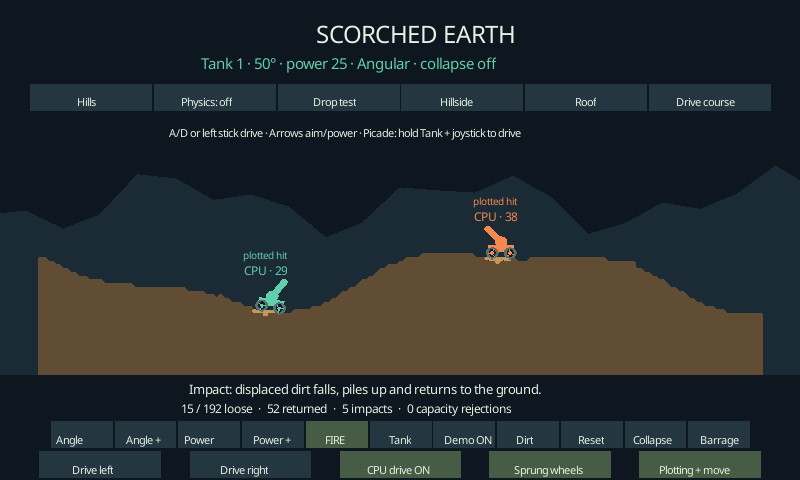 SCORCHED EARTH
Tank 1 · 50° · power 25 · Angular · collapse off
Hills Physics: off Drop test Hillside Roof Drive course
A/D or left stick drive · Arrows aim/power · Picade: hold Tank + joystick to drive
plotted hit
CPU · 38
plotted hit
CPU · 29
Impact: displaced dirt falls, piles up and returns to the ground.
15 / 192 loose · 52 returned · 5 impacts · 0 capacity rejections
Angle Angle + Power Power + FIRE Tank Demo ON Dirt Reset Collapse Barrage
Drive left Drive right CPU drive ON Sprung wheels Plotting + move